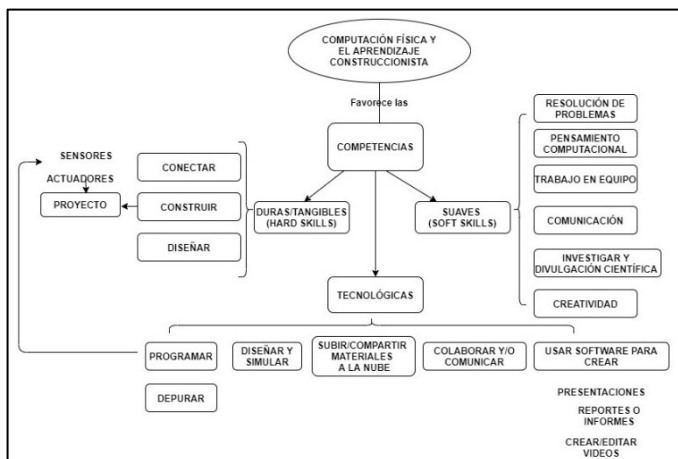 COMPUTACIÓN FÍSICA Y
EL APRENDIZAJE
CONSTRUCCIONISTA
Favorece las
COMPETENCIAS
DURAS/TANGIBLES
(HARD SKILLS)
CONECTAR
CONSTRUIR
DISEÑAR
SENSORES
ACTUADORES
PROYECTO
SUAVES
(SOFT SKILLS)
RESOLUCIÓN DE
PROBLEMAS
PENSAMIENTO
COMPUTACIONAL
TRABAJO EN EQUIPO
COMUNICACIÓN
INVESTIGAR Y
DIVULGACIÓN CIENTÍFICA
CREATIVIDAD
TECNOLÓGICAS
PROGRAMAR
DEPURAR
DISEÑAR Y
SIMULAR
SUBIR/COMPARTIR
MATERIALES
A LA NUBE
COLABORAR Y/O
COMUNICAR
USAR SOFTWARE PARA
CREAR
PRESENTACIONES
REPORTES O
INFORMES
CREAR/EDITAR
VIDEOS